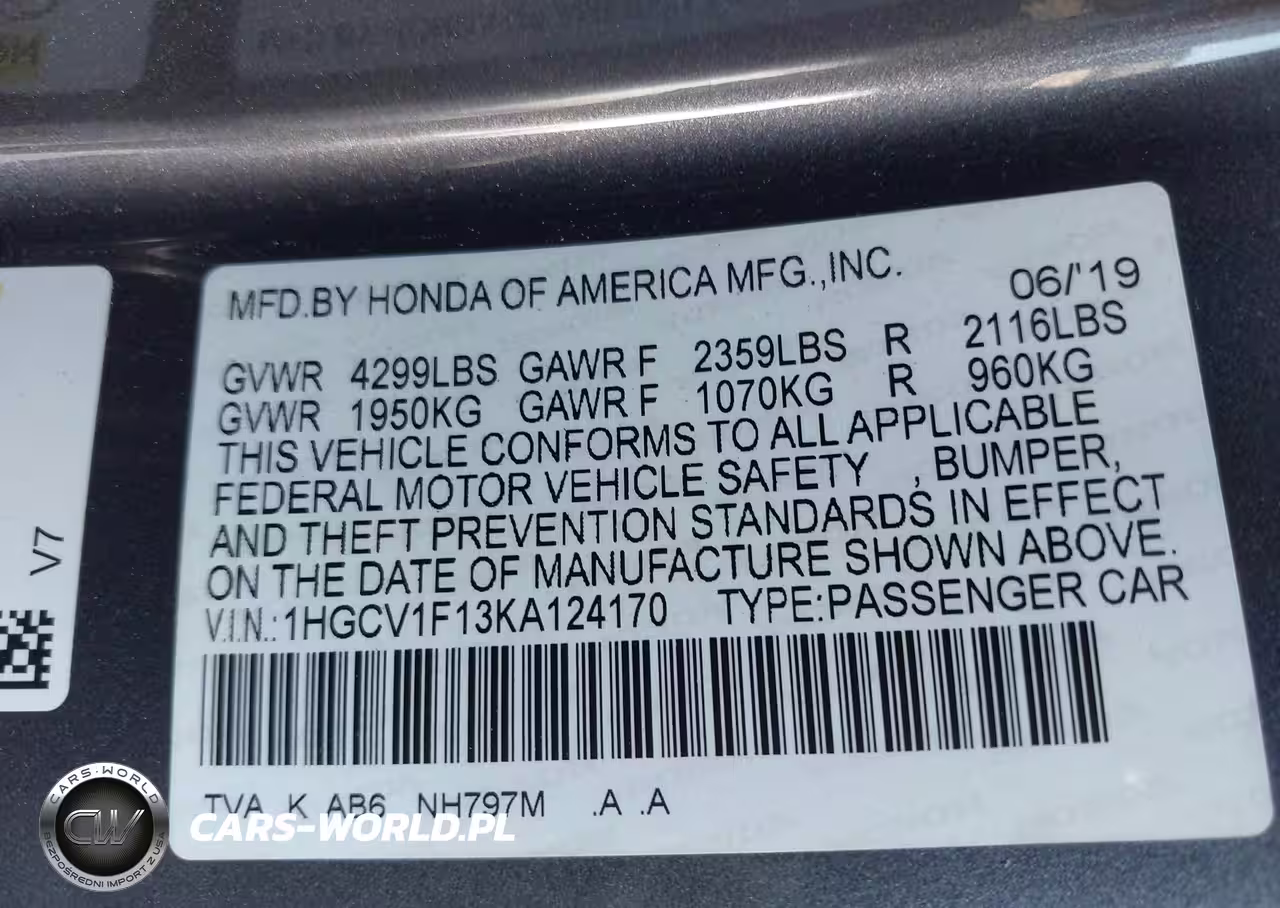 MFD.BY HONDA OF AMERICA MFG.,INC. 06/'19
GVWR 4299LBS GAWR F 2359LBS R 2116LBS
GVWR 1950KG GAWR F 1070KG R 960KG
THIS VEHICLE CONFORMS TO ALL APPLICABLE
FEDERAL MOTOR VEHICLE SAFETY , BUMPER,
AND THEFT PREVENTION STANDARDS IN EFFECT
ON THE DATE OF MANUFACTURE SHOWN ABOVE.
V.I.N.:1HGCV1F13KA124170 TYPE:PASSENGER CAR
TVA K AB6 NH797M .A .A
V7
CARS-WORLD
CW
BEZPOŚREDNI IMPORT Z USA
CARS-WORLD.PL